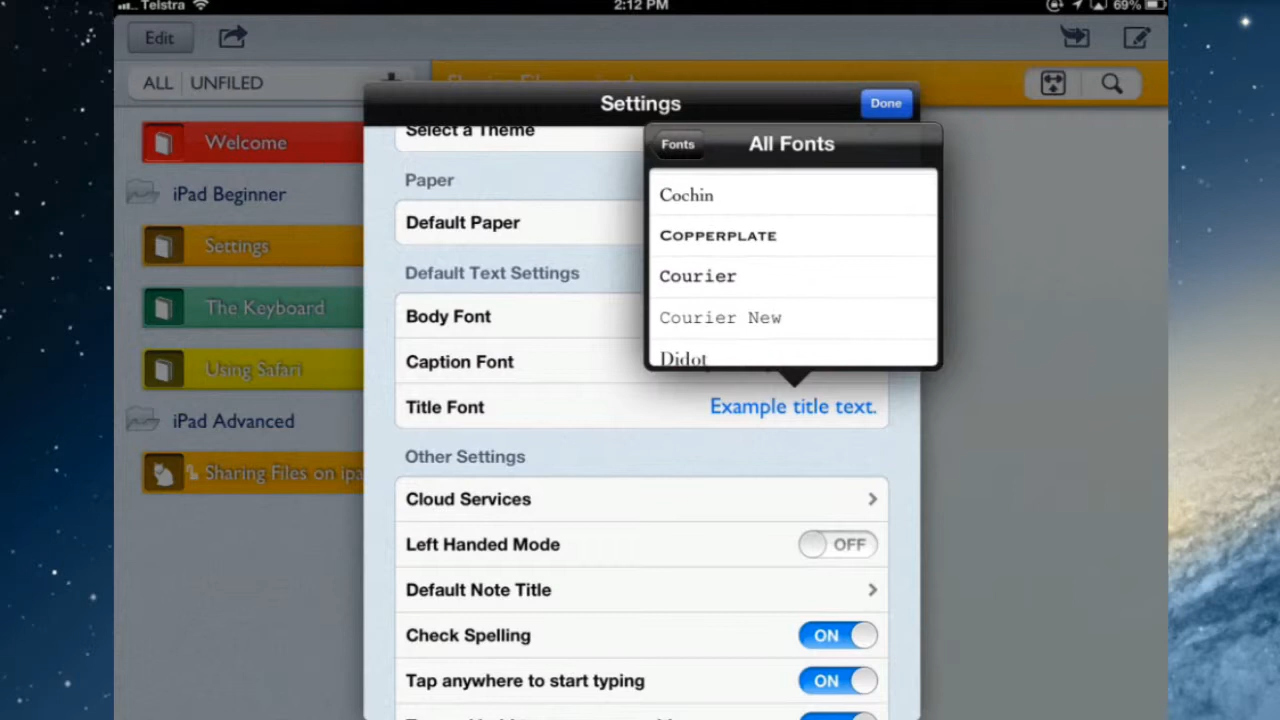 Telstra
2:12 PM
69%
Edit
ALL
UNFILED
Settings
Done
Select a Theme
Fonts
All Fonts
Welcome
Paper
Cochin
iPad Beginner
Default Paper
Copperplate
Settings
Default Text Settings
Courier
The Keyboard
Body Font
Courier New
Using Safari
Caption Font
Didot
iPad Advanced
Title Font
Example title text.
Sharing Files on ipa
Other Settings
Cloud Services
Left Handed Mode
OFF
Default Note Title
Check Spelling
ON
Tap anywhere to start typing
ON